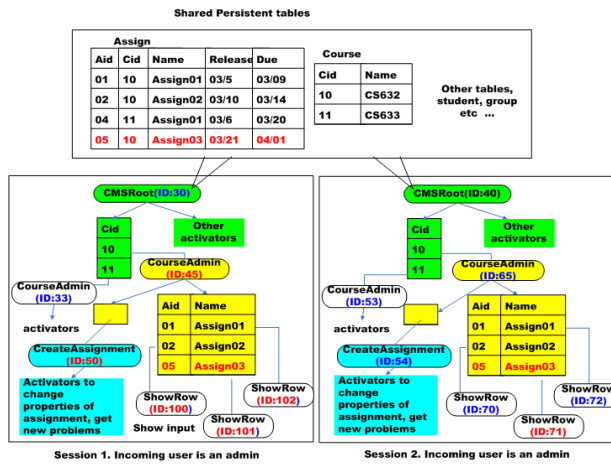 Shared Persistent tables
Assign
Aid Cid Name Release Due
01 10 Assign01 03/5 03/09
02 10 Assign02 03/10 03/14
04 11 Assign01 03/6 03/20
05 10 Assign03 03/21 04/01
Course
Cid Name
10 CS632
11 CS633
Other tables,
student, group
etc ...
CMSRoot(ID:30)
Cid
10
11
Other
activators
CourseAdmin
(ID:45)
CourseAdmin
(ID:33)
activators
CreateAssignment
(ID:50)
Activators to
change
properties of
assignment, get
new problems
Aid Name
01 Assign01
02 Assign02
05 Assign03
ShowRow
(ID:100)
Show input
ShowRow
(ID:101)
ShowRow
(ID:102)
Session 1. Incoming user is an admin
CMSRoot(ID:40)
Cid
10
11
Other
activators
CourseAdmin
(ID:65)
CourseAdmin
(ID:53)
activators
CreateAssignment
(ID:54)
Activators to
change
properties of
assignment, get
new problems
Aid Name
01 Assign01
02 Assign02
05 Assign03
ShowRow
(ID:70)
ShowRow
(ID:71)
ShowRow
(ID:72)
Session 2. Incoming user is an admin